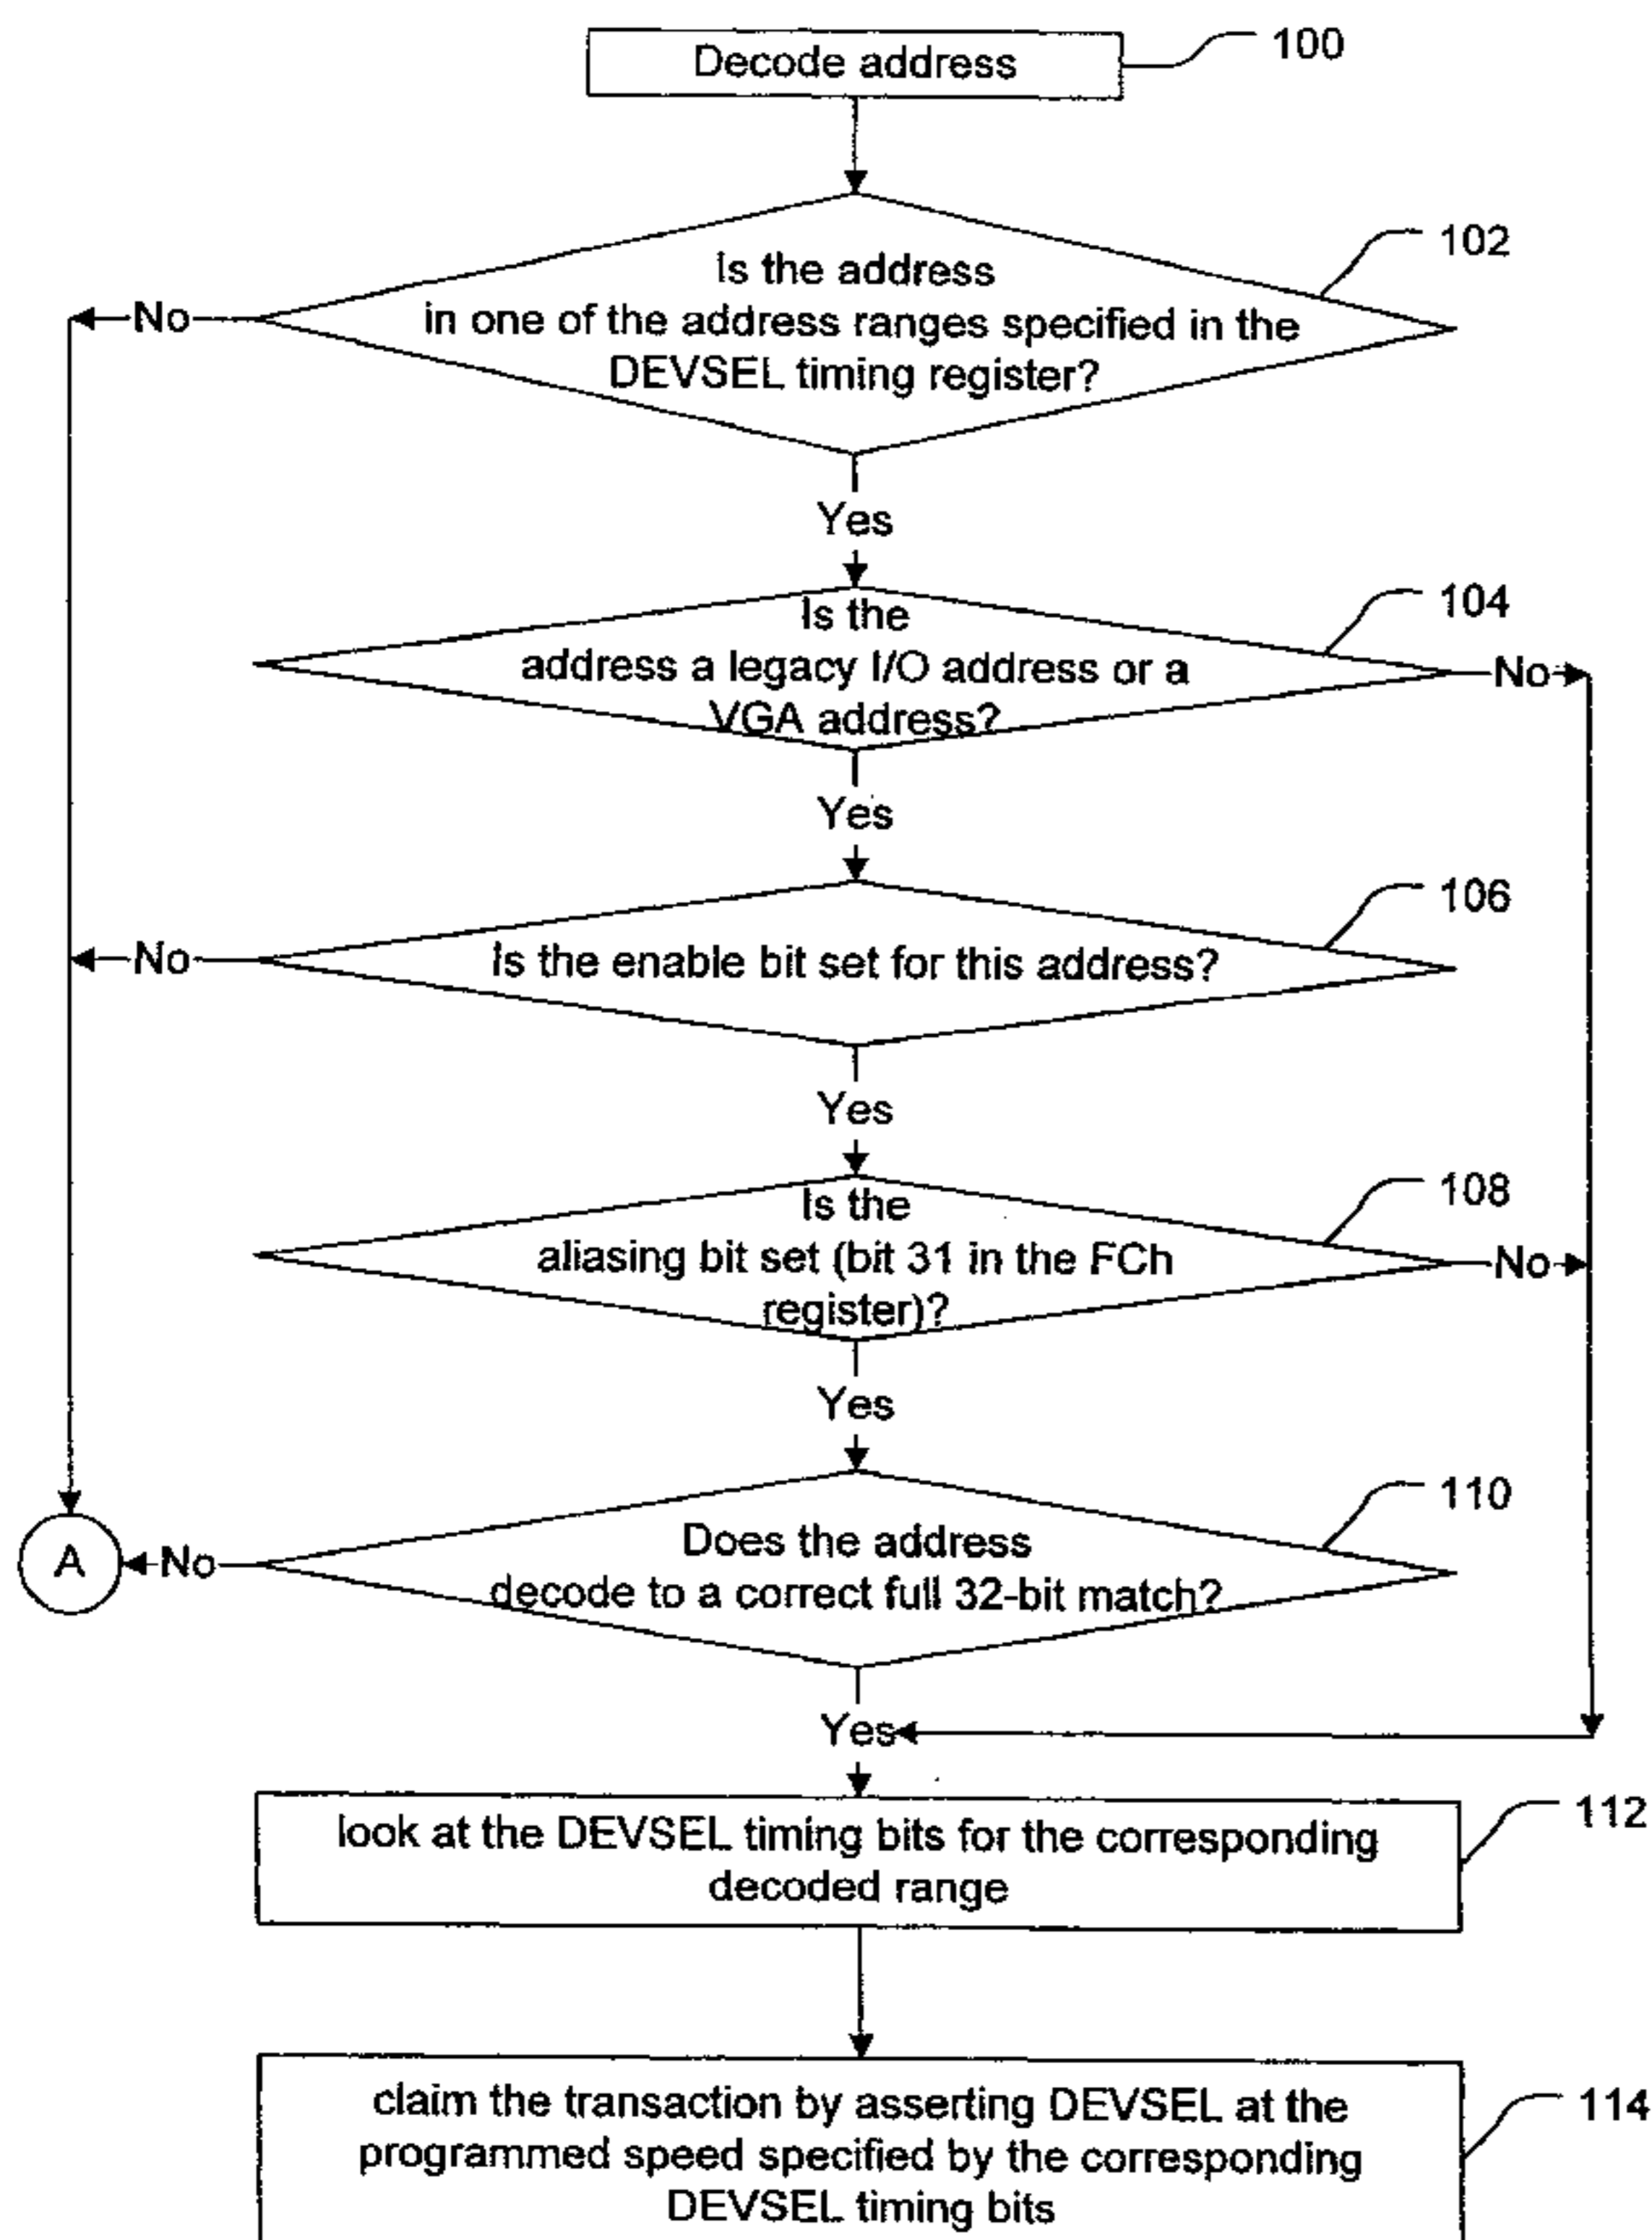 Decode address
100
Is the address
in one of the address ranges specified in the
DEVSEL timing register?
102
No
Yes
Is the
address a legacy I/O address or a
VGA address?
104
No
Yes
Is the enable bit set for this address?
106
No
Yes
Is the
aliasing bit set (bit 31 in the FCh
register)?
108
No
Yes
Does the address
decode to a correct full 32-bit match?
110
No
A
Yes
look at the DEVSEL timing bits for the corresponding
decoded range
112
claim the transaction by asserting DEVSEL at the
programmed speed specified by the corresponding
DEVSEL timing bits
114